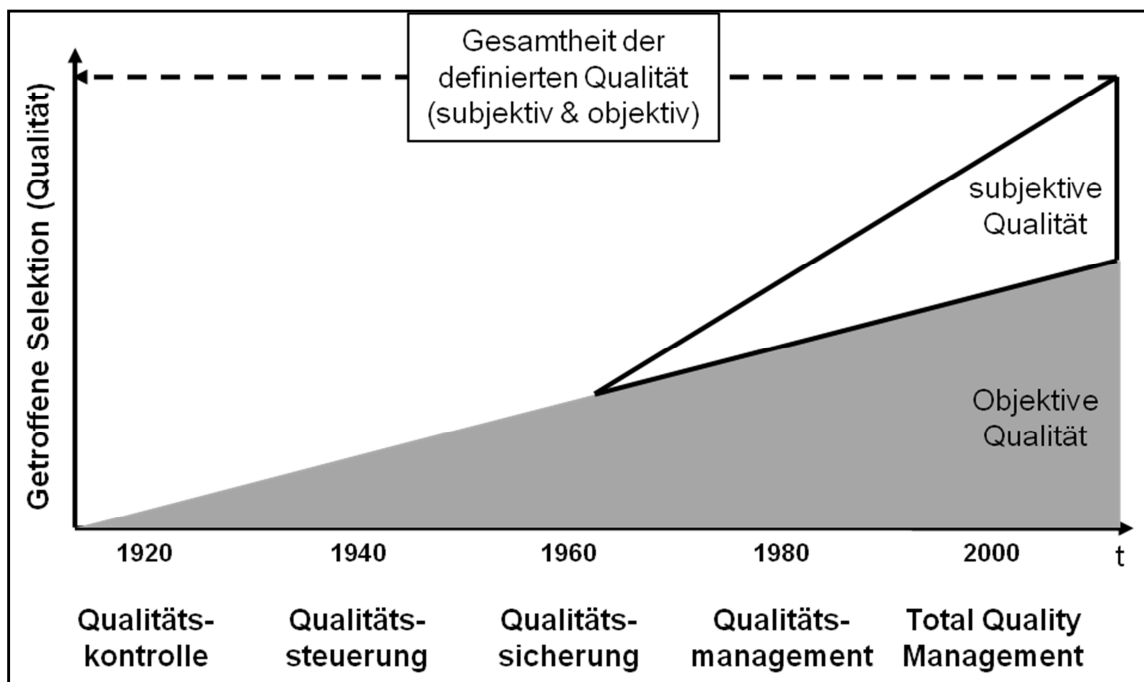 Gesamtheit der
definierten Qualität
(subjektiv & objektiv)
Getroffene Selektion (Qualität)
subjektive
Qualität
Objektive
Qualität
1920 1940 1960 1980 2000 t
Qualitäts- Qualitäts- Qualitäts- Qualitäts- Total Quality
kontrolle steuerung sicherung management Management